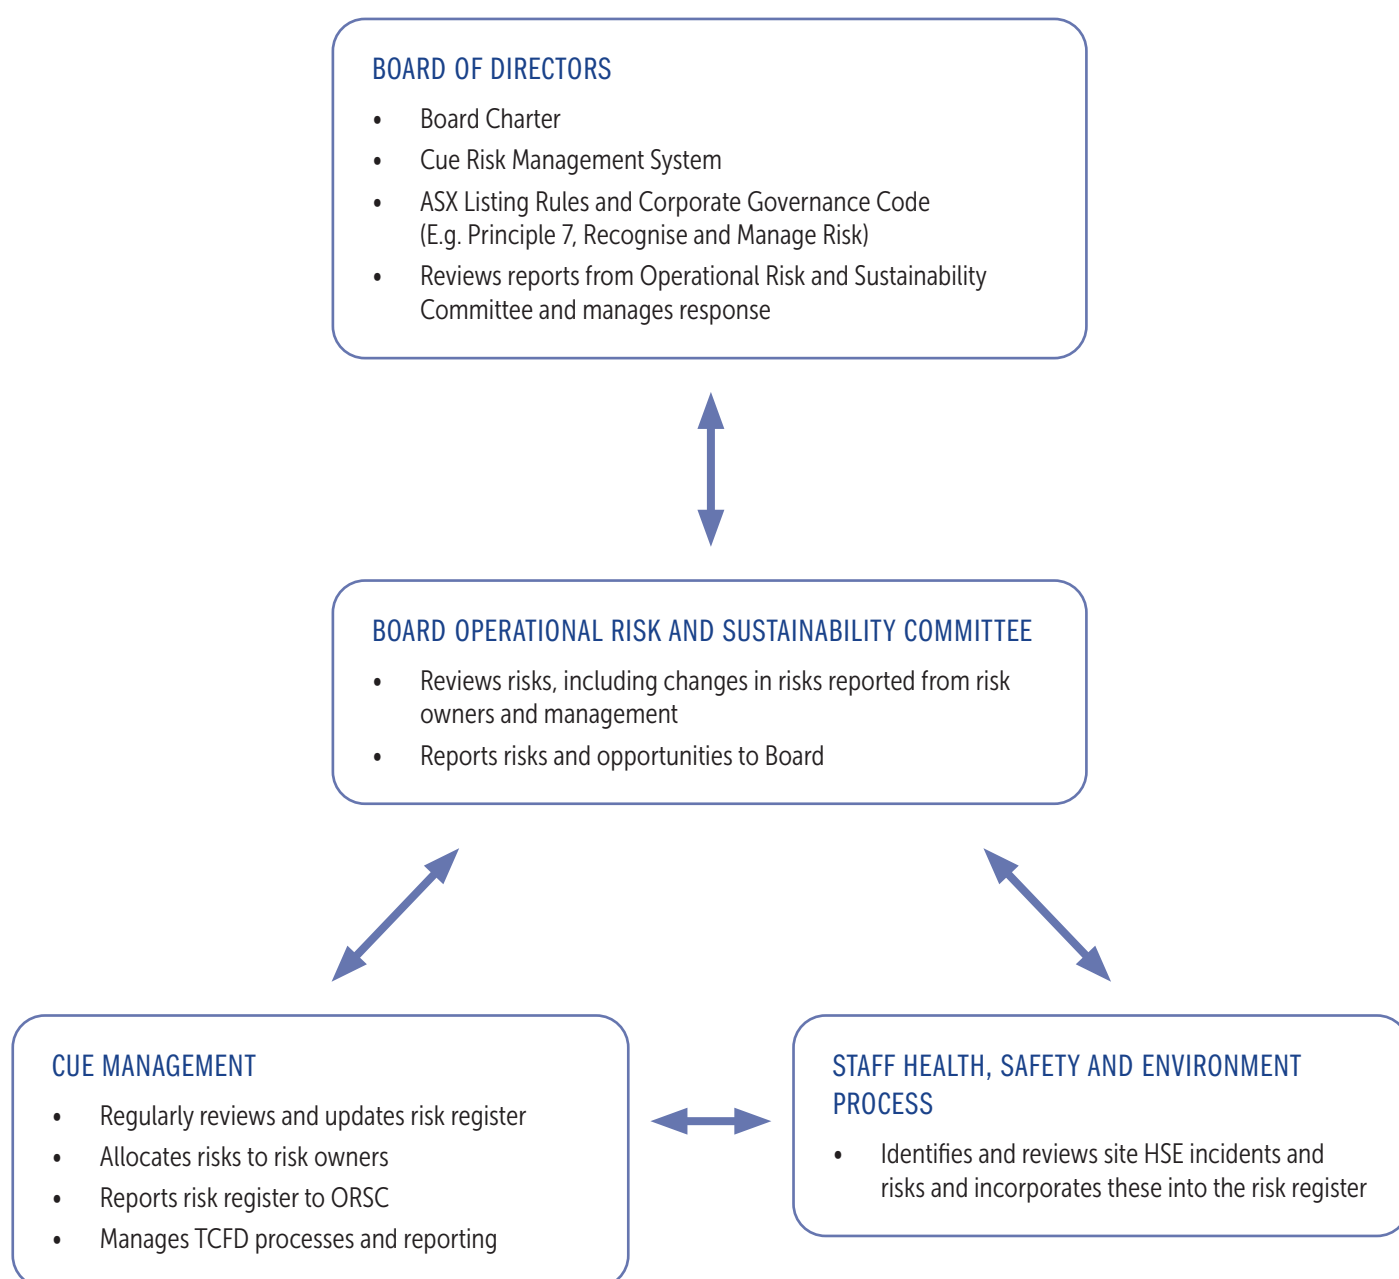 BOARD OF DIRECTORS
• Board Charter
• Cue Risk Management System
• ASX Listing Rules and Corporate Governance Code
(E.g. Principle 7, Recognise and Manage Risk)
• Reviews reports from Operational Risk and Sustainability
Committee and manages response
BOARD OPERATIONAL RISK AND SUSTAINABILITY COMMITTEE
• Reviews risks, including changes in risks reported from risk
owners and management
• Reports risks and opportunities to Board
CUE MANAGEMENT
• Regularly reviews and updates risk register
• Allocates risks to risk owners
• Reports risk register to ORSC
• Manages TCFD processes and reporting
STAFF HEALTH, SAFETY AND ENVIRONMENT
PROCESS
• Identifies and reviews site HSE incidents and
risks and incorporates these into the risk register